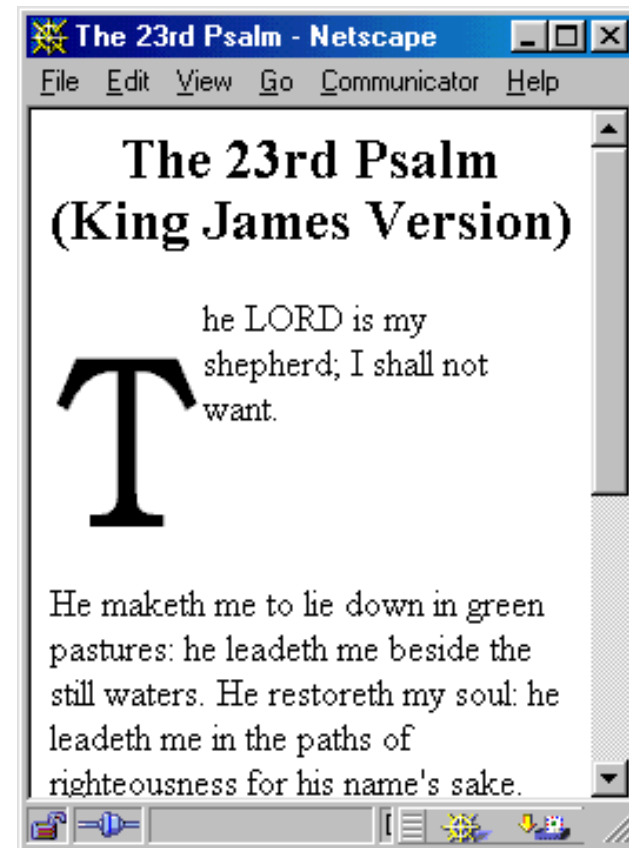 The 23rd Psalm - Netscape
File Edit View Go Communicator Help
The 23rd Psalm
(King James Version)
The LORD is my
shepherd; I shall not
want.
He maketh me to lie down in green
pastures: he leadeth me beside the
still waters. He restoreth my soul: he
leadeth me in the paths of
righteousness for his name's sake.